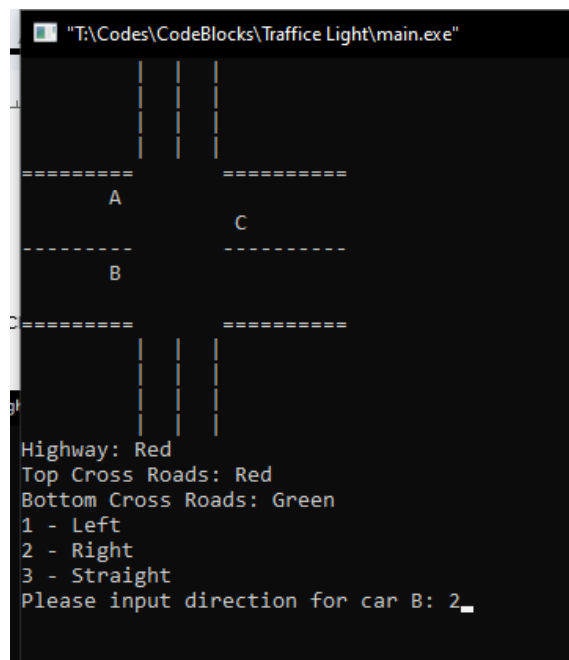 "T:\Codes\CodeBlocks\Traffice Light\main.exe"
| | |
| | |
| | |
| | |
========= ==========
A
C
--------- ----------
B
========= ==========
| | |
| | |
| | |
| | |
Highway: Red
Top Cross Roads: Red
Bottom Cross Roads: Green
1 - Left
2 - Right
3 - Straight
Please input direction for car B: 2_